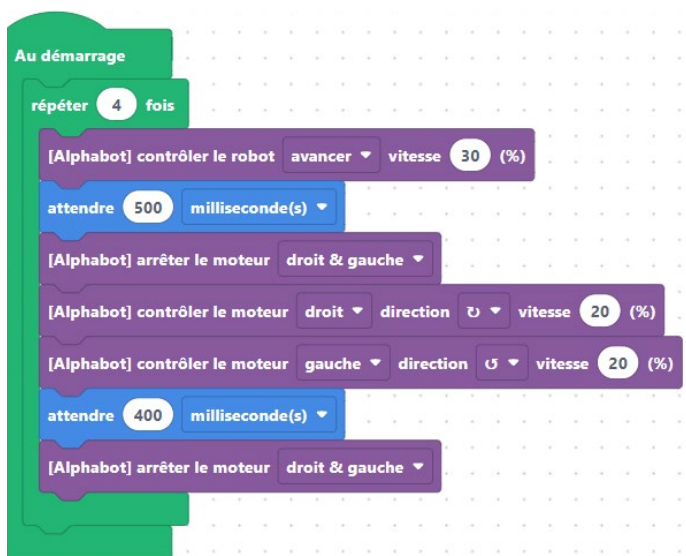 Au démarrage
répéter 4 fois
[Alphabot] contrôler le robot avancer vitesse 30 (%)
attendre 500 milliseconde(s)
[Alphabot] arrêter le moteur droit & gauche
[Alphabot] contrôler le moteur droit direction ↻ vitesse 20 (%)
[Alphabot] contrôler le moteur gauche direction ↺ vitesse 20 (%)
attendre 400 milliseconde(s)
[Alphabot] arrêter le moteur droit & gauche